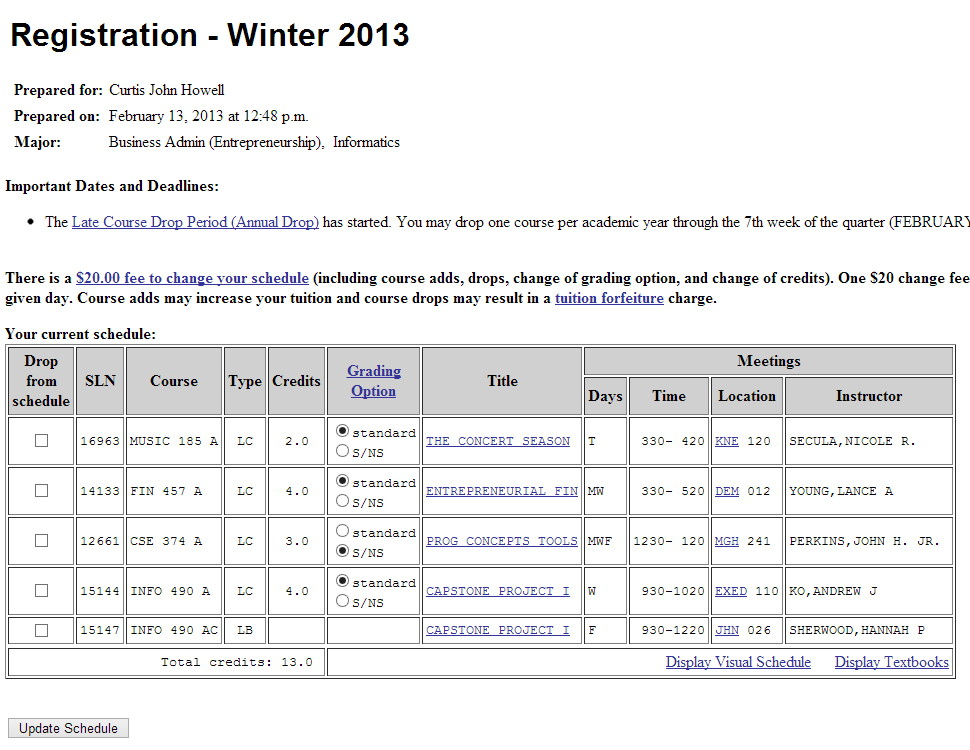 Registration - Winter 2013
Prepared for: Curtis John Howell
Prepared on: February 13, 2013 at 12:48 p.m.
Major: Business Admin (Entrepreneurship), Informatics
Important Dates and Deadlines:
• The Late Course Drop Period (Annual Drop) has started. You may drop one course per academic year through the 7th week of the quarter (FEBRUARY
There is a $20.00 fee to change your schedule (including course adds, drops, change of grading option, and change of credits). One $20 change fee
given day. Course adds may increase your tuition and course drops may result in a tuition forfeiture charge.
Your current schedule:
Drop from schedule SLN Course Type Credits Grading Option Title Meetings
Days Time Location Instructor
16963 MUSIC 185 A LC 2.0 standard S/NS THE CONCERT SEASON T 330- 420 KNE 120 SECULA,NICOLE R.
14133 FIN 457 A LC 4.0 standard S/NS ENTREPRENEURIAL FIN MW 330- 520 DEM 012 YOUNG,LANCE A
12661 CSE 374 A LC 3.0 standard S/NS PROG CONCEPTS TOOLS MWF 1230- 120 MGH 241 PERKINS,JOHN H. JR.
15144 INFO 490 A LC 4.0 standard S/NS CAPSTONE PROJECT I W 930-1020 EXED 110 KO,ANDREW J
15147 INFO 490 AC LB CAPSTONE PROJECT I F 930-1220 JHN 026 SHERWOOD,HANNAH P
Total credits: 13.0 Display Visual Schedule Display Textbooks
Update Schedule